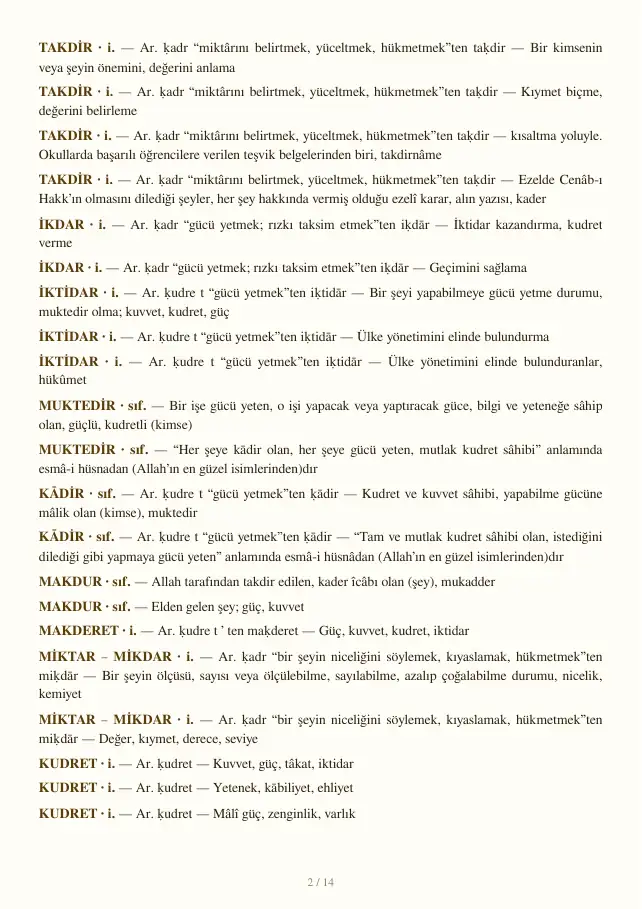 TAKDİR · i. — Ar. ḳadr “miktârını belirtmek, yüceltmek, hükmetmek”ten taḳdīr — Bir kimsenin
veya şeyin önemini, değerini anlama
TAKDİR · i. — Ar. ḳadr “miktârını belirtmek, yüceltmek, hükmetmek”ten taḳdīr — Kıymet biçme,
değerini belirleme
TAKDİR · i. — Ar. ḳadr “miktârını belirtmek, yüceltmek, hükmetmek”ten taḳdīr — kısaltma yoluyle.
Okullarda başarılı öğrencilere verilen teşvik belgelerinden biri, takdirnâme
TAKDİR · i. — Ar. ḳadr “miktârını belirtmek, yüceltmek, hükmetmek”ten taḳdīr — Ezelde Cenâb-ı
Hakk’ın olmasını dilediği şeyler, her şey hakkında vermiş olduğu ezelî karar, alın yazısı, kader
İKDAR · i. — Ar. ḳadr “gücü yetmek; rızkı taksim etmek”ten iḳdār — İktidar kazandırma, kudret
verme
İKDAR · i. — Ar. ḳadr “gücü yetmek; rızkı taksim etmek”ten iḳdār — Geçimini sağlama
İKTİDAR · i. — Ar. ḳudre t “gücü yetmek”ten iḳtidār — Bir şeyi yapabilmeye gücü yetme durumu,
muktedir olma; kuvvet, kudret, güç
İKTİDAR · i. — Ar. ḳudre t “gücü yetmek”ten iḳtidār — Ülke yönetimini elinde bulundurma
İKTİDAR · i. — Ar. ḳudre t “gücü yetmek”ten iḳtidār — Ülke yönetimini elinde bulunduranlar,
hükûmet
MUKTEDİR · sıf. — Bir işe gücü yeten, o işi yapacak veya yaptıracak güce, bilgi ve yeteneğe sâhip
olan, güçlü, kudretli (kimse)
MUKTEDİR · sıf. — “Her şeye kādir olan, her şeye gücü yeten, mutlak kudret sâhibi” anlamında
esmâ-i hüsnadan (Allah’ın en güzel isimlerinden)dır
KĀDİR · sıf. — Ar. ḳudre t “gücü yetmek”ten ḳādir — Kudret ve kuvvet sâhibi, yapabilme gücüne
mâlik olan (kimse), muktedir
KĀDİR · sıf. — Ar. ḳudre t “gücü yetmek”ten ḳādir — “Tam ve mutlak kudret sâhibi olan, istediğini
dilediği gibi yapmaya gücü yeten” anlamında esmâ-i hüsnâdan (Allah’ın en güzel isimlerinden)dır
MAKDUR · sıf. — Allah tarafından takdir edilen, kader îcâbı olan (şey), mukadder
MAKDUR · sıf. — Elden gelen şey; güç, kuvvet
MAKDERET · i. — Ar. ḳudre t ’ ten maḳderet — Güç, kuvvet, kudret, iktidar
MİKTAR – MİKDAR · i. — Ar. ḳadr “bir şeyin niceliğini söylemek, kıyaslamak, hükmetmek”ten
miḳdār — Bir şeyin ölçüsü, sayısı veya ölçülebilme, sayılabilme, azalıp çoğalabilme durumu, nicelik,
kemiyet
MİKTAR – MİKDAR · i. — Ar. ḳadr “bir şeyin niceliğini söylemek, kıyaslamak, hükmetmek”ten
miḳdār — Değer, kıymet, derece, seviye
KUDRET · i. — Ar. ḳudret — Kuvvet, güç, tâkat, iktidar
KUDRET · i. — Ar. ḳudret — Yetenek, kābiliyet, ehliyet
KUDRET · i. — Ar. ḳudret — Mâlî güç, zenginlik, varlık
2 / 14